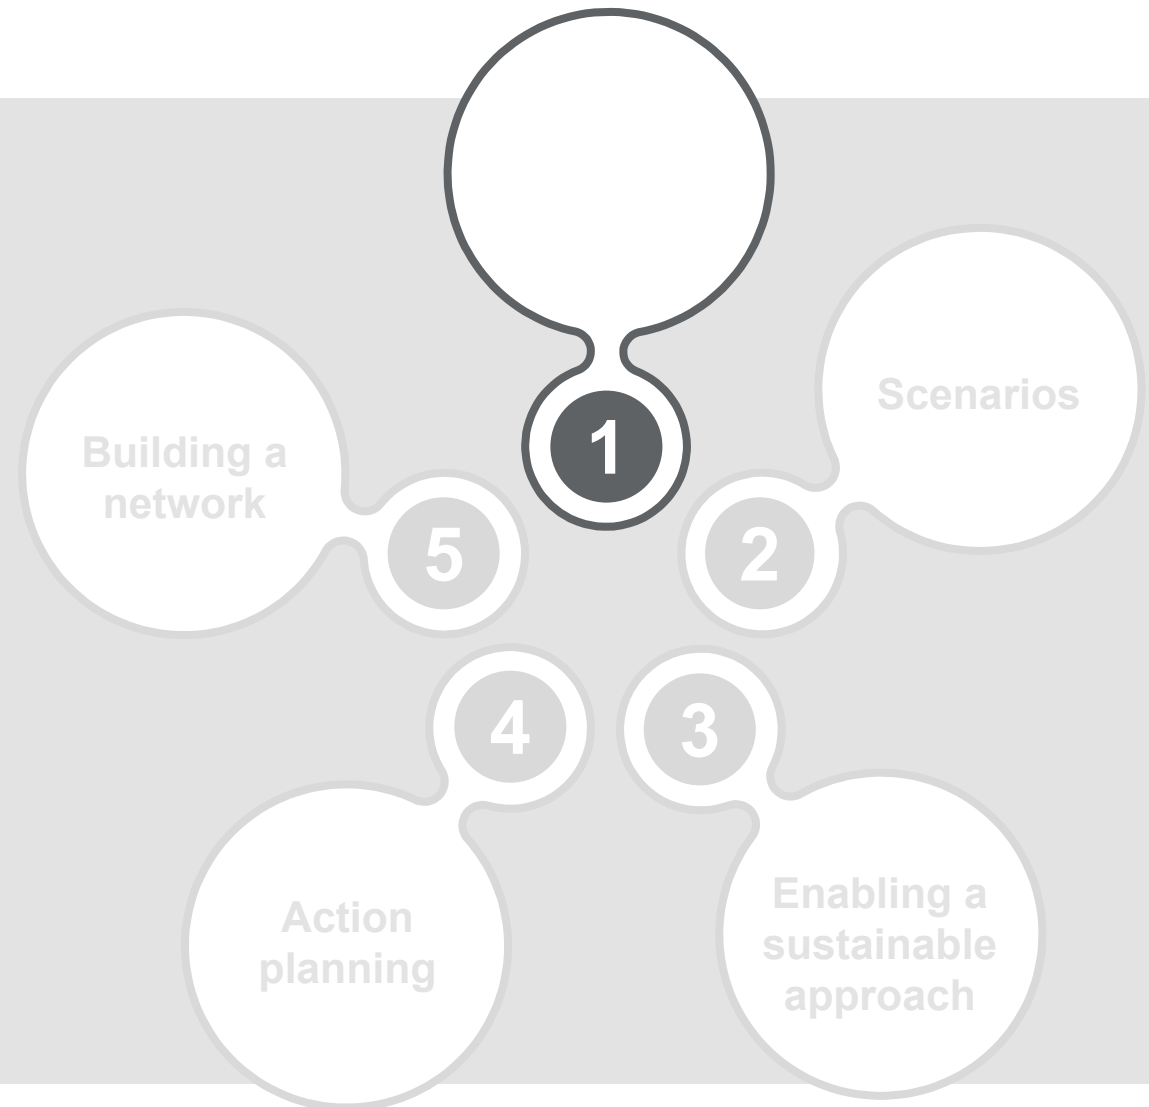 1
Scenarios
2
Enabling a
sustainable
approach
3
Action
planning
4
Building a
network
5